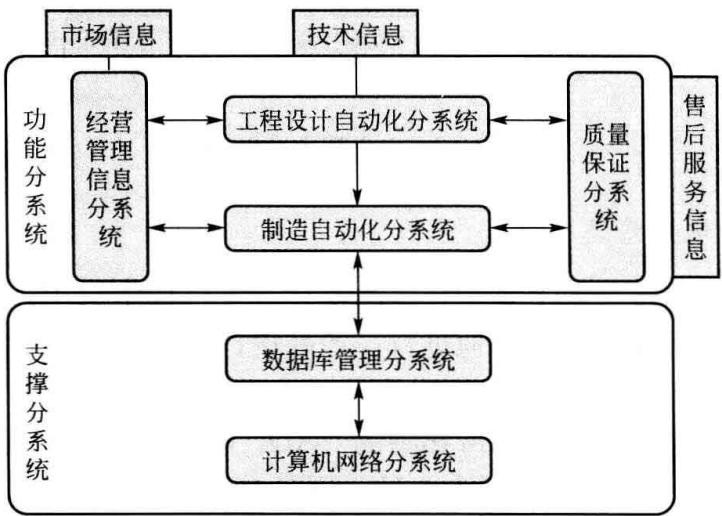 市场信息
技术信息
功能分系统
经营
管理
信息
分系
统
工程设计自动化分系统
制造自动化分系统
质量
保证
分系
统
售后服务信息
支撑分系统
数据库管理分系统
计算机网络分系统